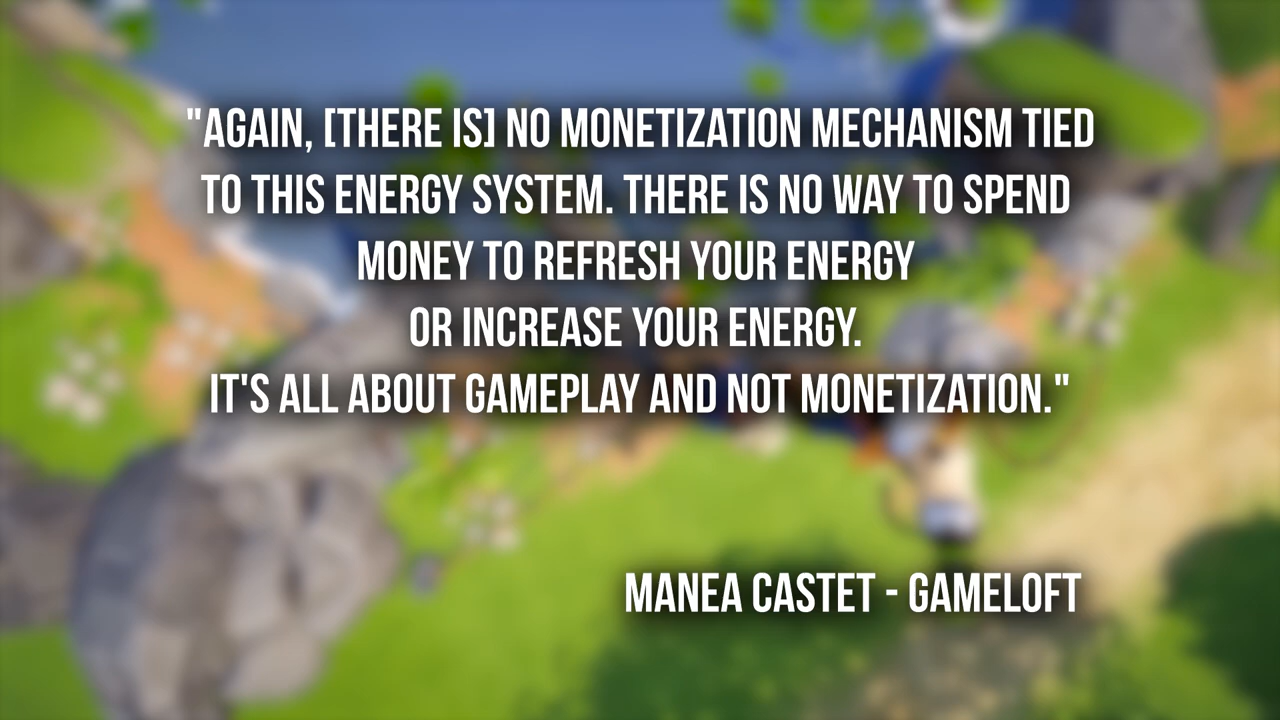 "AGAIN, [THERE IS] NO MONETIZATION MECHANISM TIED
TO THIS ENERGY SYSTEM. THERE IS NO WAY TO SPEND
MONEY TO REFRESH YOUR ENERGY
OR INCREASE YOUR ENERGY.
IT'S ALL ABOUT GAMEPLAY AND NOT MONETIZATION."
MANEA CASTET - GAMELOFT